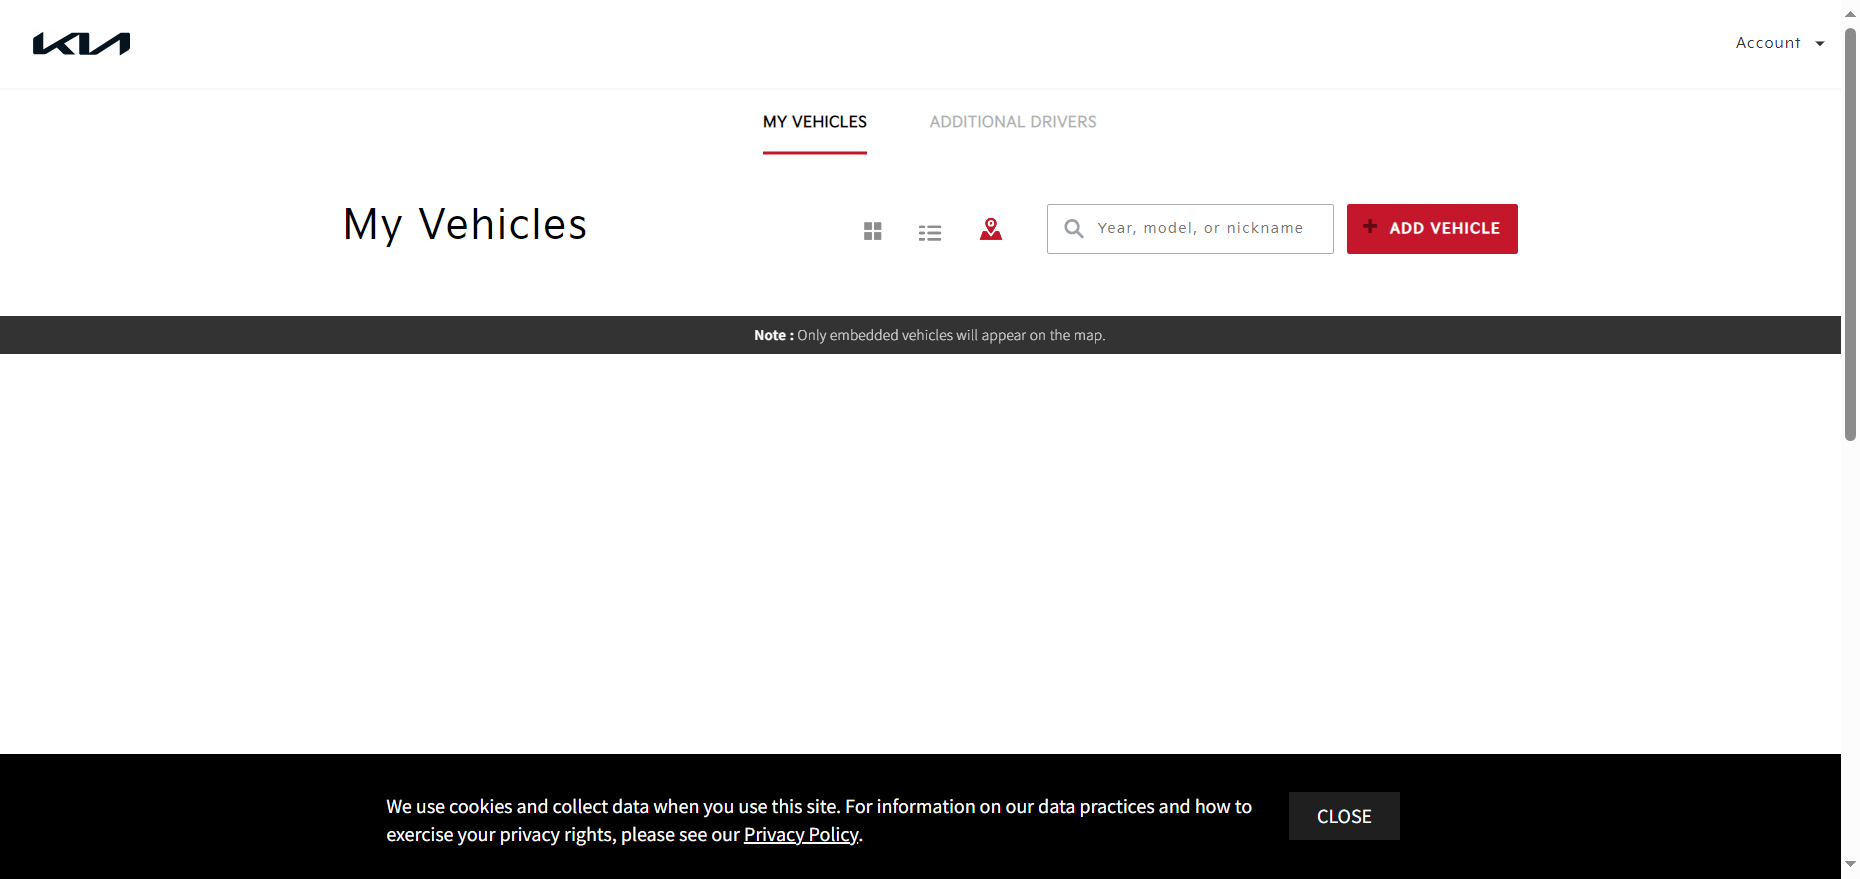 KIA
Account
MY VEHICLES
ADDITIONAL DRIVERS
My Vehicles
Year, model, or nickname
ADD VEHICLE
Note : Only embedded vehicles will appear on the map.
We use cookies and collect data when you use this site. For information on our data practices and how to
exercise your privacy rights, please see our Privacy Policy.
CLOSE